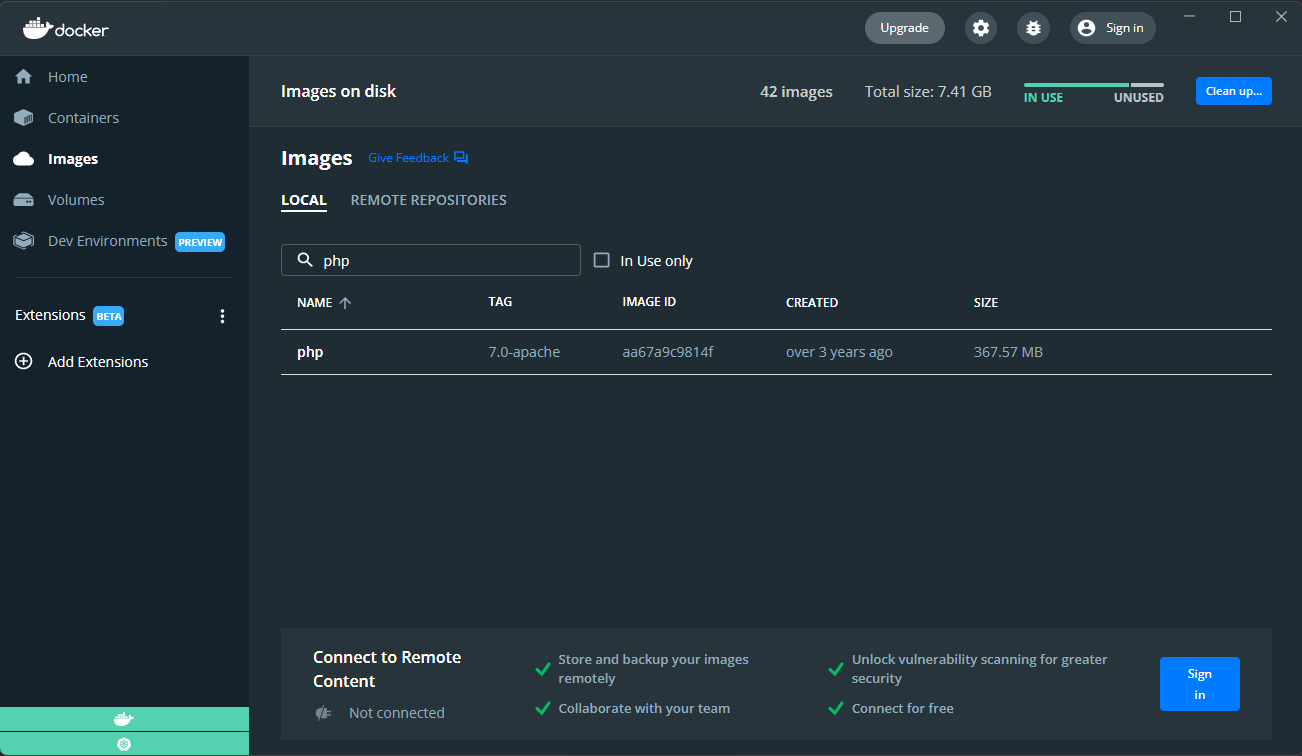 docker
Upgrade
Sign in
Home
Containers
Images
Volumes
Dev Environments PREVIEW
Extensions BETA
Add Extensions
Images on disk
42 images
Total size: 7.41 GB
IN USE
UNUSED
Clean up...
Images
Give Feedback
LOCAL
REMOTE REPOSITORIES
php
In Use only
NAME TAG IMAGE ID CREATED SIZE
php 7.0-apache aa67a9c9814f over 3 years ago 367.57 MB
Connect to Remote
Content
Not connected
Store and backup your images
remotely
Collaborate with your team
Unlock vulnerability scanning for greater
security
Connect for free
Sign
in